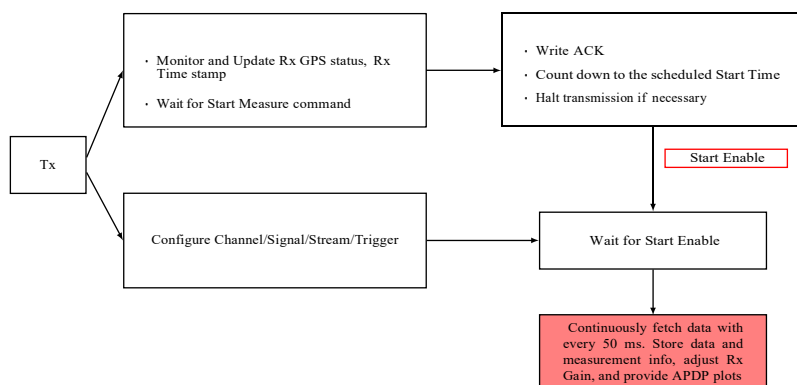 · Monitor and Update Rx GPS status, Rx
Time stamp
· Wait for Start Measure command
· Write ACK
· Count down to the scheduled Start Time
· Halt transmission if necessary
Start Enable
Tx
Configure Channel/Signal/Stream/Trigger
Wait for Start Enable
Continuously fetch data with
every 50 ms. Store data and
measurement info, adjust Rx
Gain, and provide APDP plots